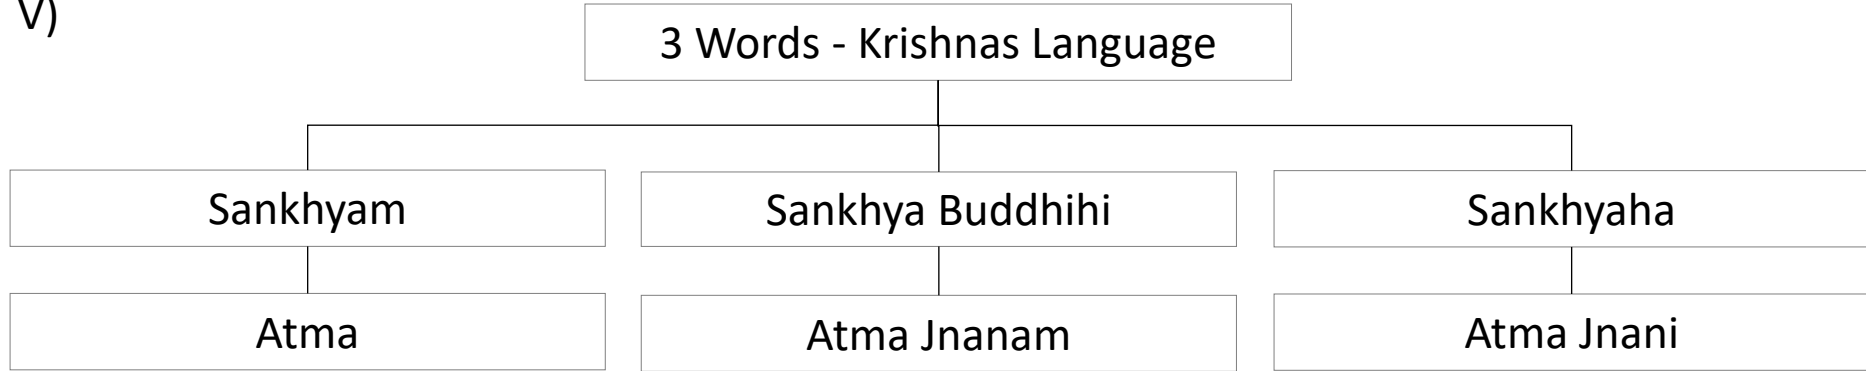 V)
3 Words - Krishnas Language
Sankhyam
Sankhya Buddhihi
Sankhyaha
Atma
Atma Jnanam
Atma Jnani